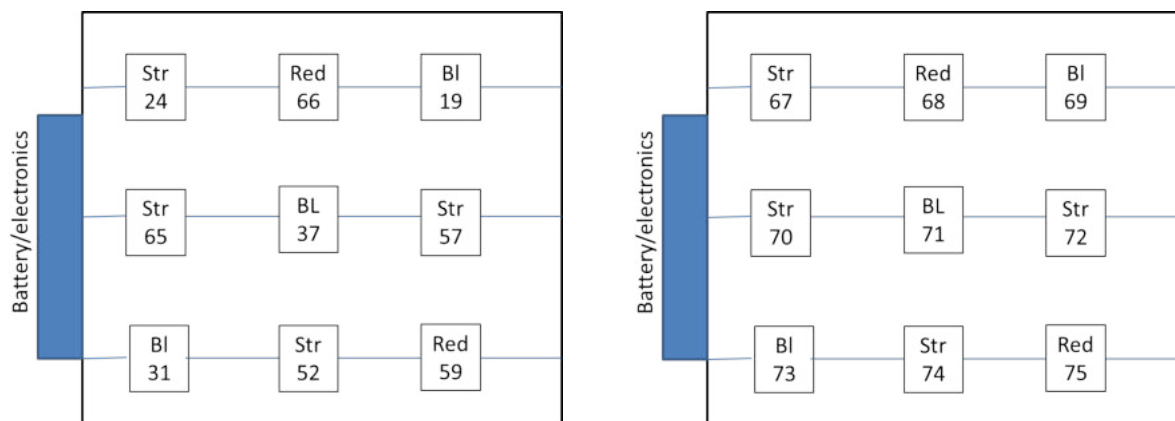 Battery/electronics
Str
24
Red
66
Bl
19
Str
65
BL
37
Str
57
Bl
31
Str
52
Red
59
Battery/electronics
Str
67
Red
68
Bl
69
Str
70
BL
71
Str
72
Bl
73
Str
74
Red
75